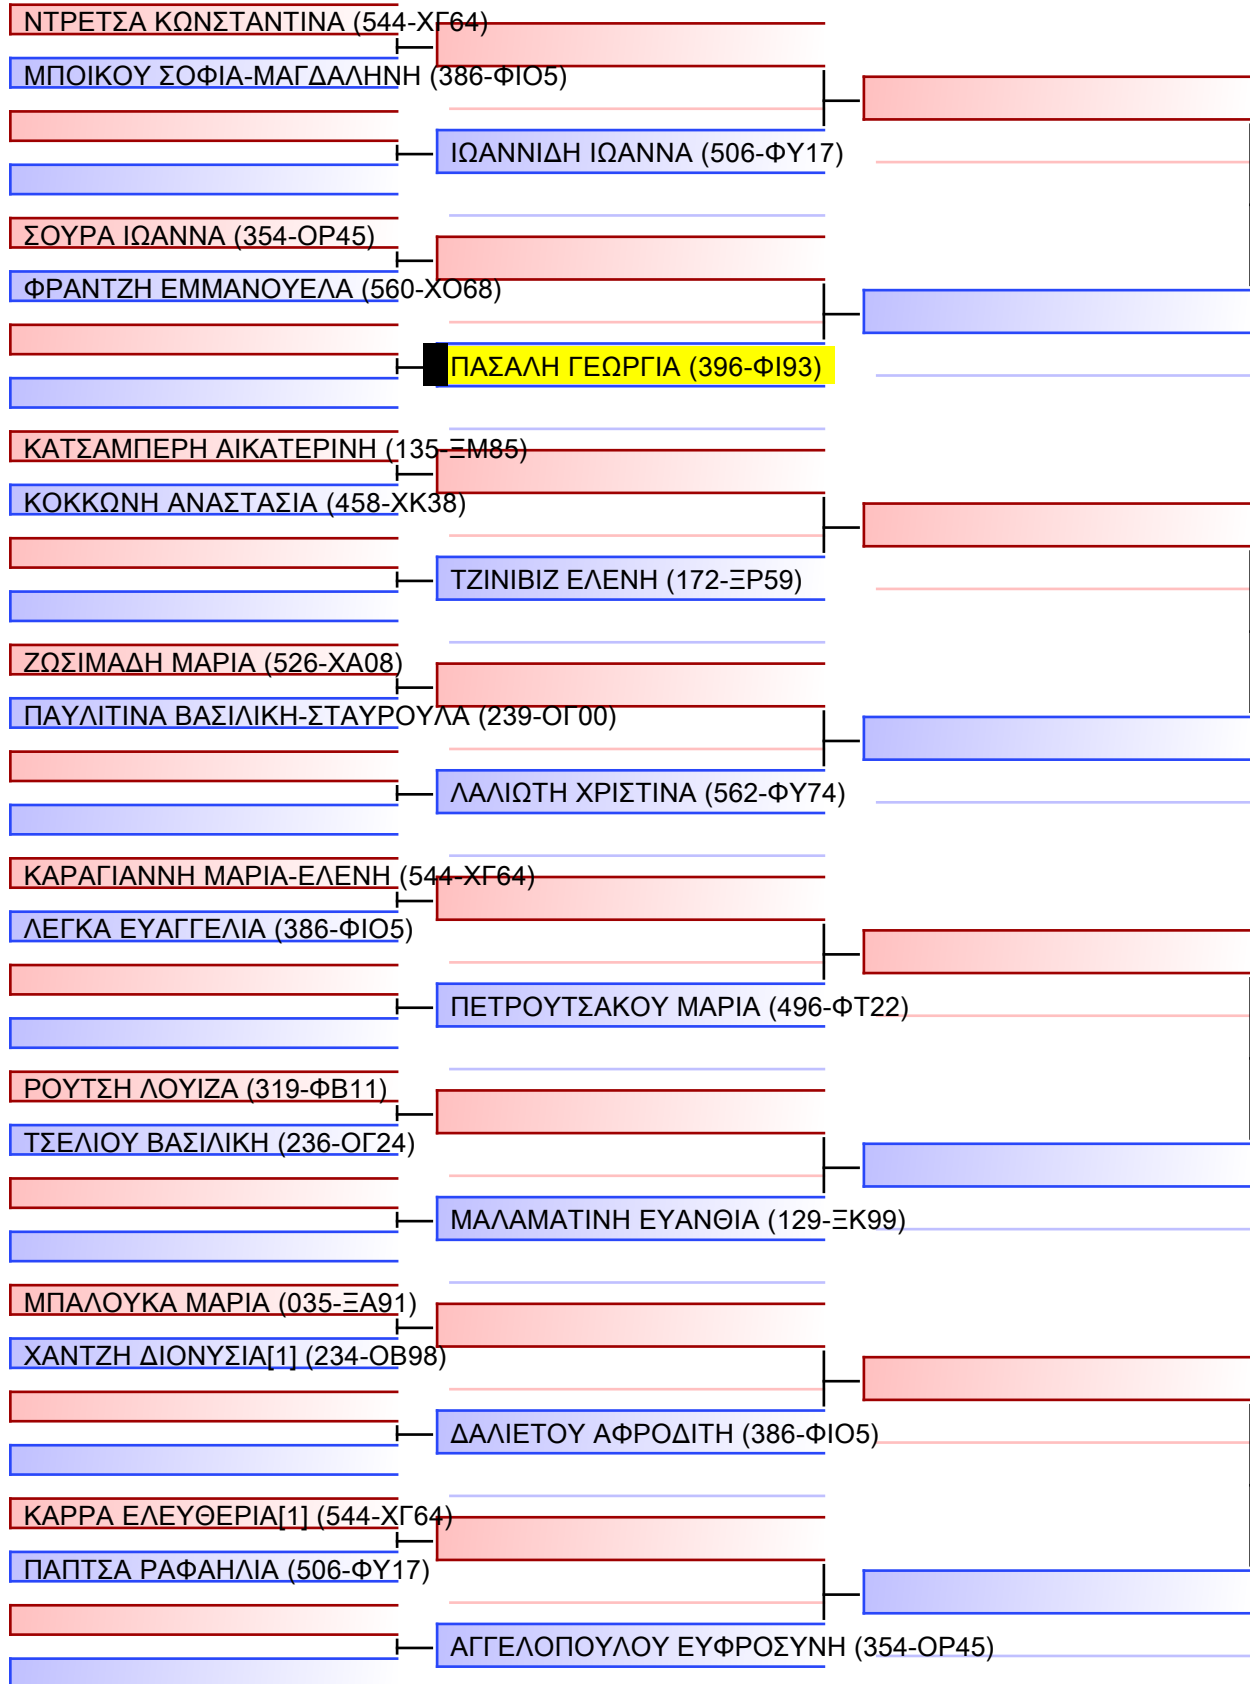 ΝΤΡΕΤΣΑ ΚΩΝΣΤΑΝΤΙΝΑ (544-ΧΓ64)
ΜΠΟΙΚΟΥ ΣΟΦΙΑ-ΜΑΓΔΑΛΗΝΗ (386-ΦΙΟ5)
ΙΩΑΝΝΙΔΗ ΙΩΑΝΝΑ (506-ΦΥ17)
ΣΟΥΡΑ ΙΩΑΝΝΑ (354-ΟΡ45)
ΦΡΑΝΤΖΗ ΕΜΜΑΝΟΥΕΛΑ (560-ΧΟ68)
ΠΑΣΑΛΗ ΓΕΩΡΓΙΑ (396-ΦΙ93)
ΚΑΤΣΑΜΠΕΡΗ ΑΙΚΑΤΕΡΙΝΗ (135-ΞΜ85)
ΚΟΚΚΩΝΗ ΑΝΑΣΤΑΣΙΑ (458-ΧΚ38)
ΤΖΙΝΙΒΙΖ ΕΛΕΝΗ (172-ΞΡ59)
ΖΩΣΙΜΑΔΗ ΜΑΡΙΑ (526-ΧΑ08)
ΠΑΥΛΙΤΙΝΑ ΒΑΣΙΛΙΚΗ-ΣΤΑΥΡΟΥΛΑ (239-ΟΓ00)
ΛΑΛΙΩΤΗ ΧΡΙΣΤΙΝΑ (562-ΦΥ74)
ΚΑΡΑΓΙΑΝΝΗ ΜΑΡΙΑ-ΕΛΕΝΗ (544-ΧΓ64)
ΛΕΓΚΑ ΕΥΑΓΓΕΛΙΑ (386-ΦΙΟ5)
ΠΕΤΡΟΥΤΣΑΚΟΥ ΜΑΡΙΑ (496-ΦΤ22)
ΡΟΥΤΣΗ ΛΟΥΙΖΑ (319-ΦΒ11)
ΤΣΕΛΙΟΥ ΒΑΣΙΛΙΚΗ (236-ΟΓ24)
ΜΑΛΑΜΑΤΙΝΗ ΕΥΑΝΘΙΑ (129-ΞΚ99)
ΜΠΑΛΟΥΚΑ ΜΑΡΙΑ (035-ΞΑ91)
ΧΑΝΤΖΗ ΔΙΟΝΥΣΙΑ[1] (234-ΟΒ98)
ΔΑΛΙΕΤΟΥ ΑΦΡΟΔΙΤΗ (386-ΦΙΟ5)
ΚΑΡΡΑ ΕΛΕΥΘΕΡΙΑ[1] (544-ΧΓ64)
ΠΑΠΤΣΑ ΡΑΦΑΗΛΙΑ (506-ΦΥ17)
ΑΓΓΕΛΟΠΟΥΛΟΥ ΕΥΦΡΟΣΥΝΗ (354-ΟΡ45)